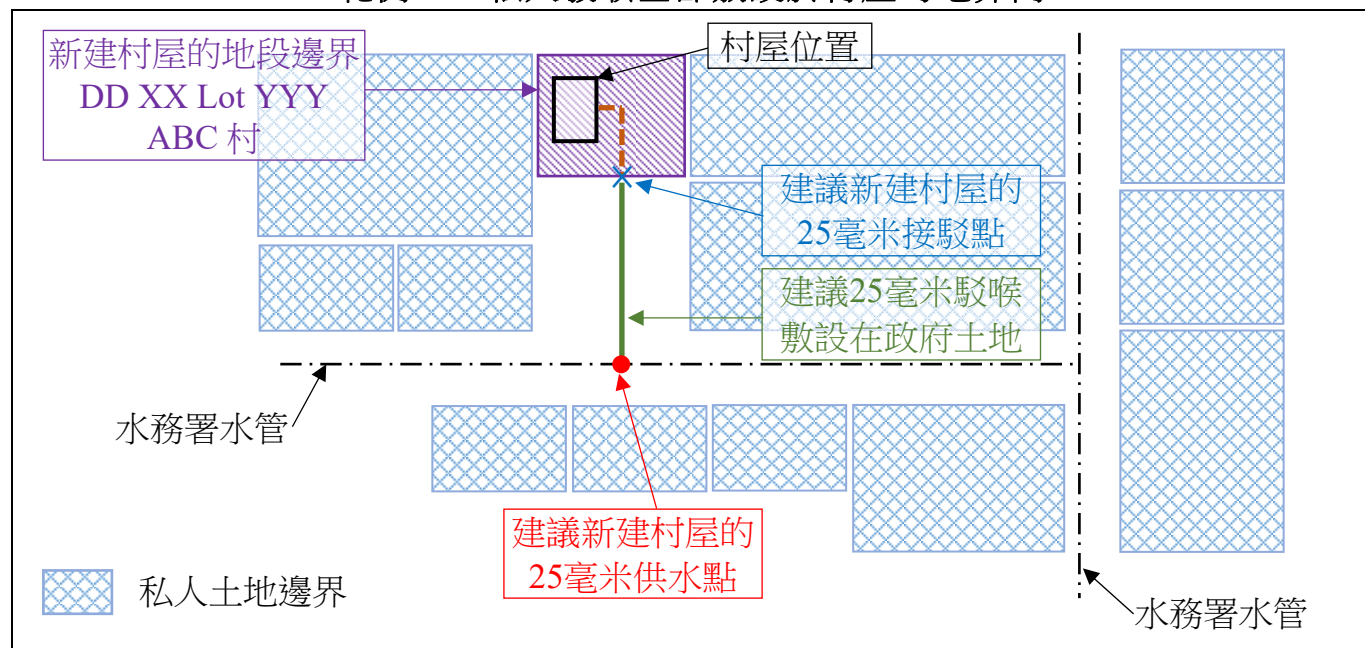 新建村屋的地段邊界
DD XX Lot YYY
ABC 村
村屋位置
建議新建村屋的
25毫米接駁點
建議25毫米駁喉
敷設在政府土地
水務署水管
建議新建村屋的
25毫米供水點
私人土地邊界
水務署水管